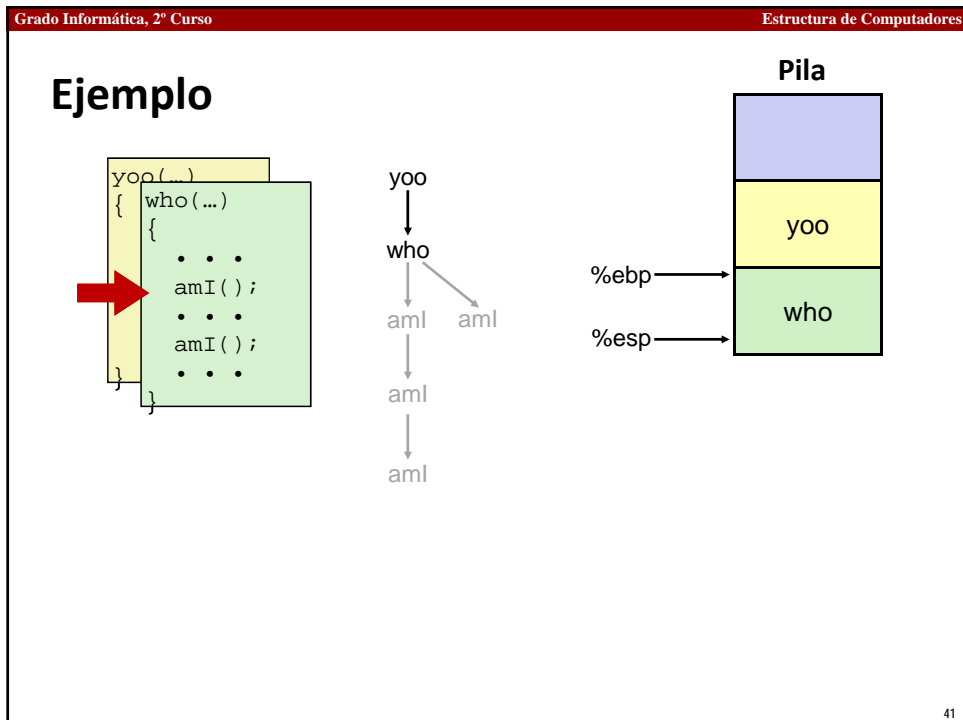 Grado Informática, 2º Curso
Estructura de Computadores
Ejemplo
yoo(…)
{
}
who(…)
{
• • •
amI();
• • •
amI();
• • •
}
yoo
who
amI amI
amI
amI
Pila
yoo
who
%ebp
%esp
41